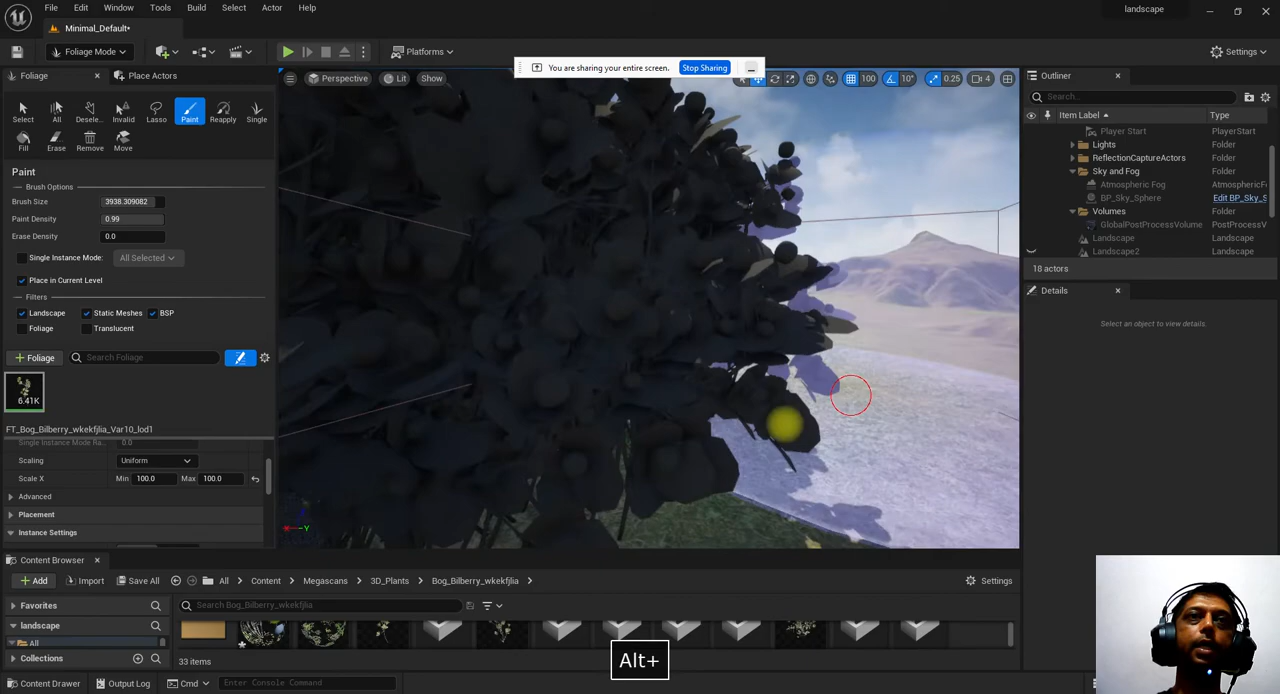 File Edit Window Tools Build Select Actor Help
landscape
Minimal_Default*
Foliage Mode
Platforms
Settings
Foliage
Place Actors
You are sharing your entire screen.
Stop Sharing
Perspective
Lit
Show
100
10°
0.25
4
Outliner
Search...
Item Label
Type
Player Start PlayerStart
Lights Folder
ReflectionCaptureActors Folder
Sky and Fog Folder
Atmospheric Fog AtmosphericF
BP_Sky_Sphere Edit BP_Sky_S
Volumes Folder
GlobalPostProcessVolume PostProcessV
Landscape Landscape
Landscape2 Landscape
18 actors
Details
Select an object to view details.
Select All Desele... Invalid Lasso Paint Reapply Single
Fill Erase Remove Move
Paint
Brush Options
Brush Size 3938.309082
Paint Density 0.99
Erase Density 0.0
Single Instance Mode: All Selected
Place in Current Level
Filters
Landscape Static Meshes BSP
Foliage Translucent
+ Foliage
Search Foliage
6.41K
FT_Bog_Bilberry_wkekfjlia_Var10_lod1
Single Instance Mode Ra... 0.0
Scaling Uniform
Scale X Min 100.0 Max 100.0
Advanced
Placement
Instance Settings
Y
Content Browser
Add Import Save All All Content Megascans 3D_Plants Bog_Bilberry_wkekfjlia Settings
Favorites
Search Bog_Bilberry_wkekfjlia
landscape
All
Collections
33 items
Alt+
Content Drawer Output Log Cmd Enter Console Command